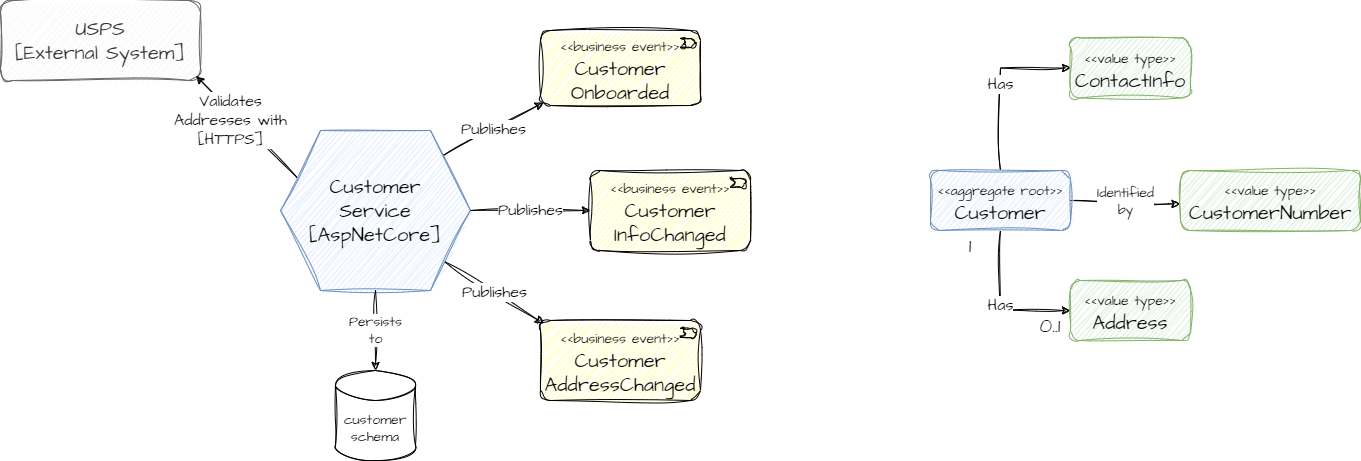 USPS
[External System]
Validates
Addresses with
[HTTPS]
Customer
Service
[AspNetCore]
Persists
to
customer
schema
Publishes
<<business event>>
Customer
Onboarded
Publishes
<<business event>>
Customer
InfoChanged
Publishes
<<business event>>
Customer
AddressChanged
Has
<<value type>>
ContactInfo
<<aggregate root>>
Customer
1
Identified
by
<<value type>>
CustomerNumber
Has
0..1
<<value type>>
Address